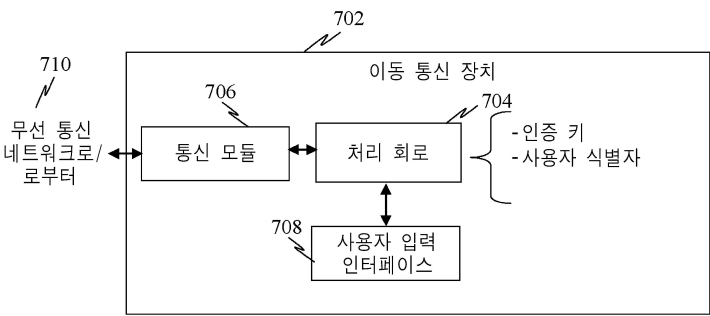 702
이동 통신 장치
710
무선 통신
네트워크로/
로부터
706
통신 모듈
704
처리 회로
-인증 키
-사용자 식별자
708
사용자 입력
인터페이스